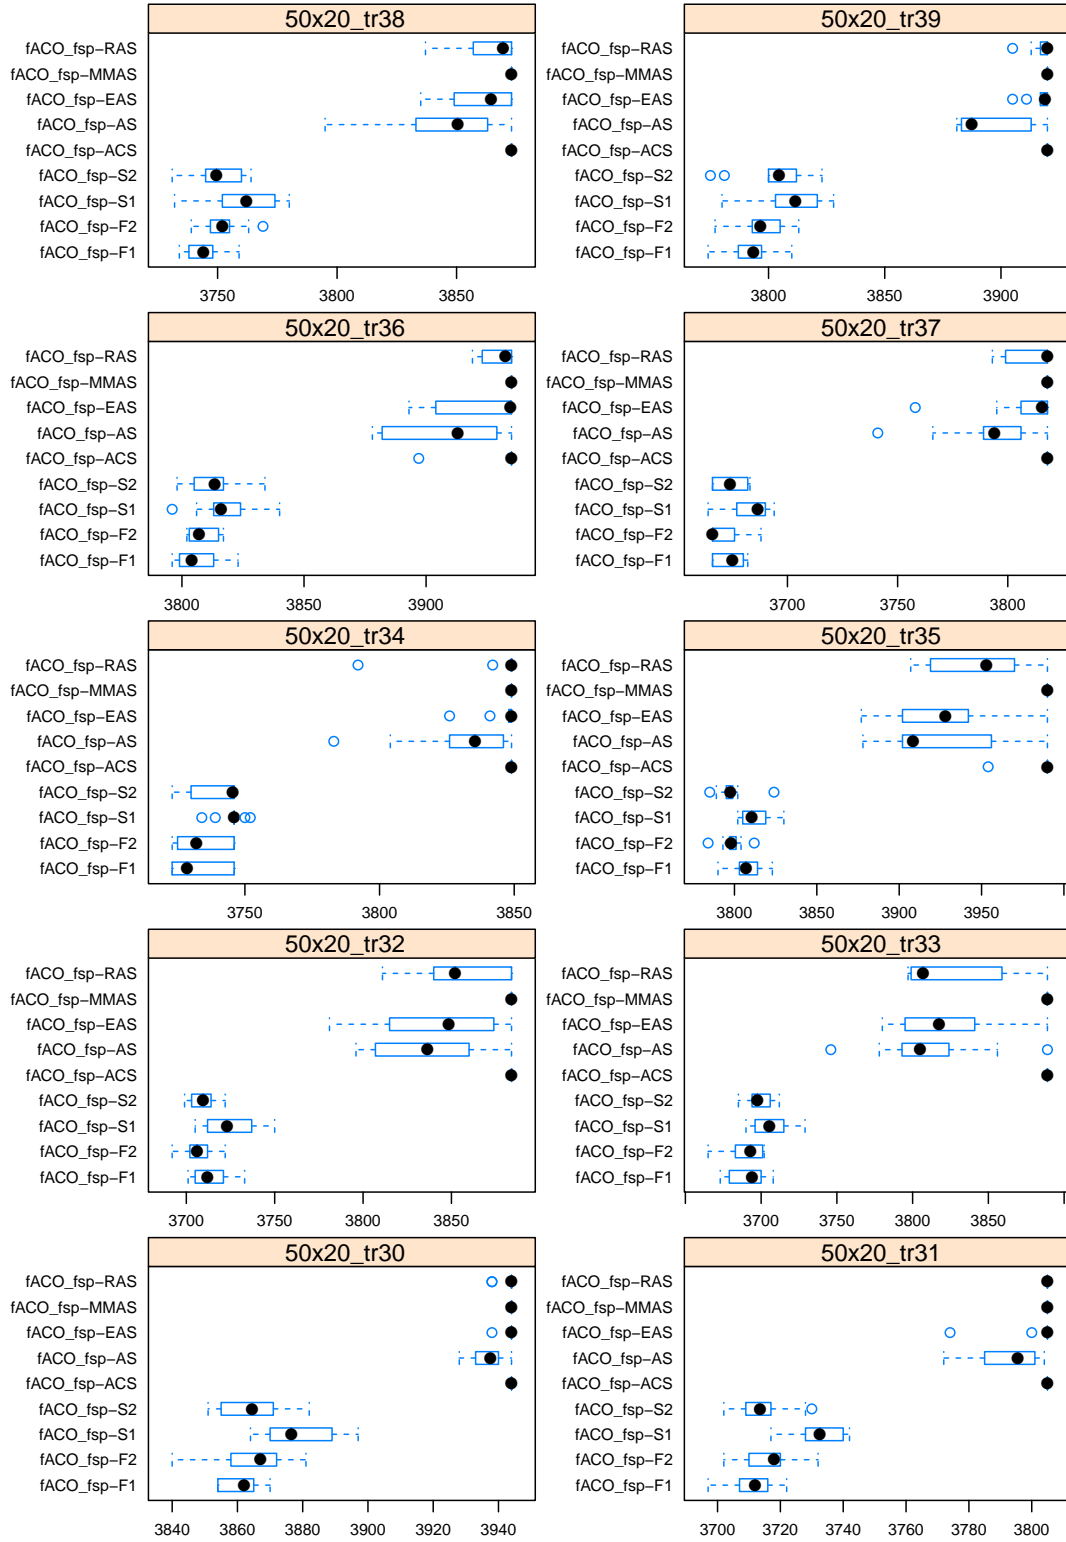 50x20_tr38
fACO_fsp−RAS
fACO_fsp−MMAS
fACO_fsp−EAS
fACO_fsp−AS
fACO_fsp−ACS
fACO_fsp−S2
fACO_fsp−S1
fACO_fsp−F2
fACO_fsp−F1
3750 3800 3850
50x20_tr39
fACO_fsp−RAS
fACO_fsp−MMAS
fACO_fsp−EAS
fACO_fsp−AS
fACO_fsp−ACS
fACO_fsp−S2
fACO_fsp−S1
fACO_fsp−F2
fACO_fsp−F1
3800 3850 3900
50x20_tr36
fACO_fsp−RAS
fACO_fsp−MMAS
fACO_fsp−EAS
fACO_fsp−AS
fACO_fsp−ACS
fACO_fsp−S2
fACO_fsp−S1
fACO_fsp−F2
fACO_fsp−F1
3800 3850 3900
50x20_tr37
fACO_fsp−RAS
fACO_fsp−MMAS
fACO_fsp−EAS
fACO_fsp−AS
fACO_fsp−ACS
fACO_fsp−S2
fACO_fsp−S1
fACO_fsp−F2
fACO_fsp−F1
3700 3750 3800
50x20_tr34
fACO_fsp−RAS
fACO_fsp−MMAS
fACO_fsp−EAS
fACO_fsp−AS
fACO_fsp−ACS
fACO_fsp−S2
fACO_fsp−S1
fACO_fsp−F2
fACO_fsp−F1
3750 3800 3850
50x20_tr35
fACO_fsp−RAS
fACO_fsp−MMAS
fACO_fsp−EAS
fACO_fsp−AS
fACO_fsp−ACS
fACO_fsp−S2
fACO_fsp−S1
fACO_fsp−F2
fACO_fsp−F1
3800 3850 3900 3950
50x20_tr32
fACO_fsp−RAS
fACO_fsp−MMAS
fACO_fsp−EAS
fACO_fsp−AS
fACO_fsp−ACS
fACO_fsp−S2
fACO_fsp−S1
fACO_fsp−F2
fACO_fsp−F1
3700 3750 3800 3850
50x20_tr33
fACO_fsp−RAS
fACO_fsp−MMAS
fACO_fsp−EAS
fACO_fsp−AS
fACO_fsp−ACS
fACO_fsp−S2
fACO_fsp−S1
fACO_fsp−F2
fACO_fsp−F1
3700 3750 3800 3850
50x20_tr30
fACO_fsp−RAS
fACO_fsp−MMAS
fACO_fsp−EAS
fACO_fsp−AS
fACO_fsp−ACS
fACO_fsp−S2
fACO_fsp−S1
fACO_fsp−F2
fACO_fsp−F1
3840 3860 3880 3900 3920 3940
50x20_tr31
fACO_fsp−RAS
fACO_fsp−MMAS
fACO_fsp−EAS
fACO_fsp−AS
fACO_fsp−ACS
fACO_fsp−S2
fACO_fsp−S1
fACO_fsp−F2
fACO_fsp−F1
3700 3720 3740 3760 3780 3800